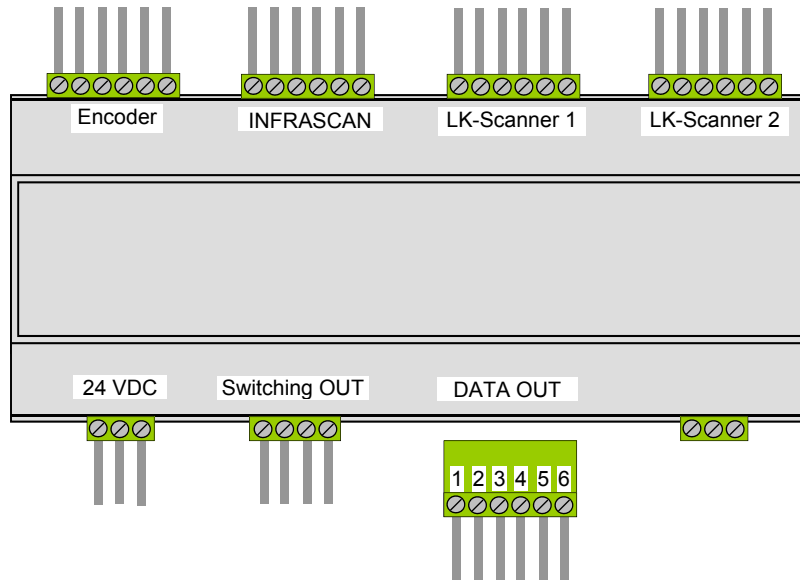 Encoder
INFRASCAN
LK-Scanner 1
LK-Scanner 2
24 VDC
Switching OUT
DATA OUT
1 2 3 4 5 6